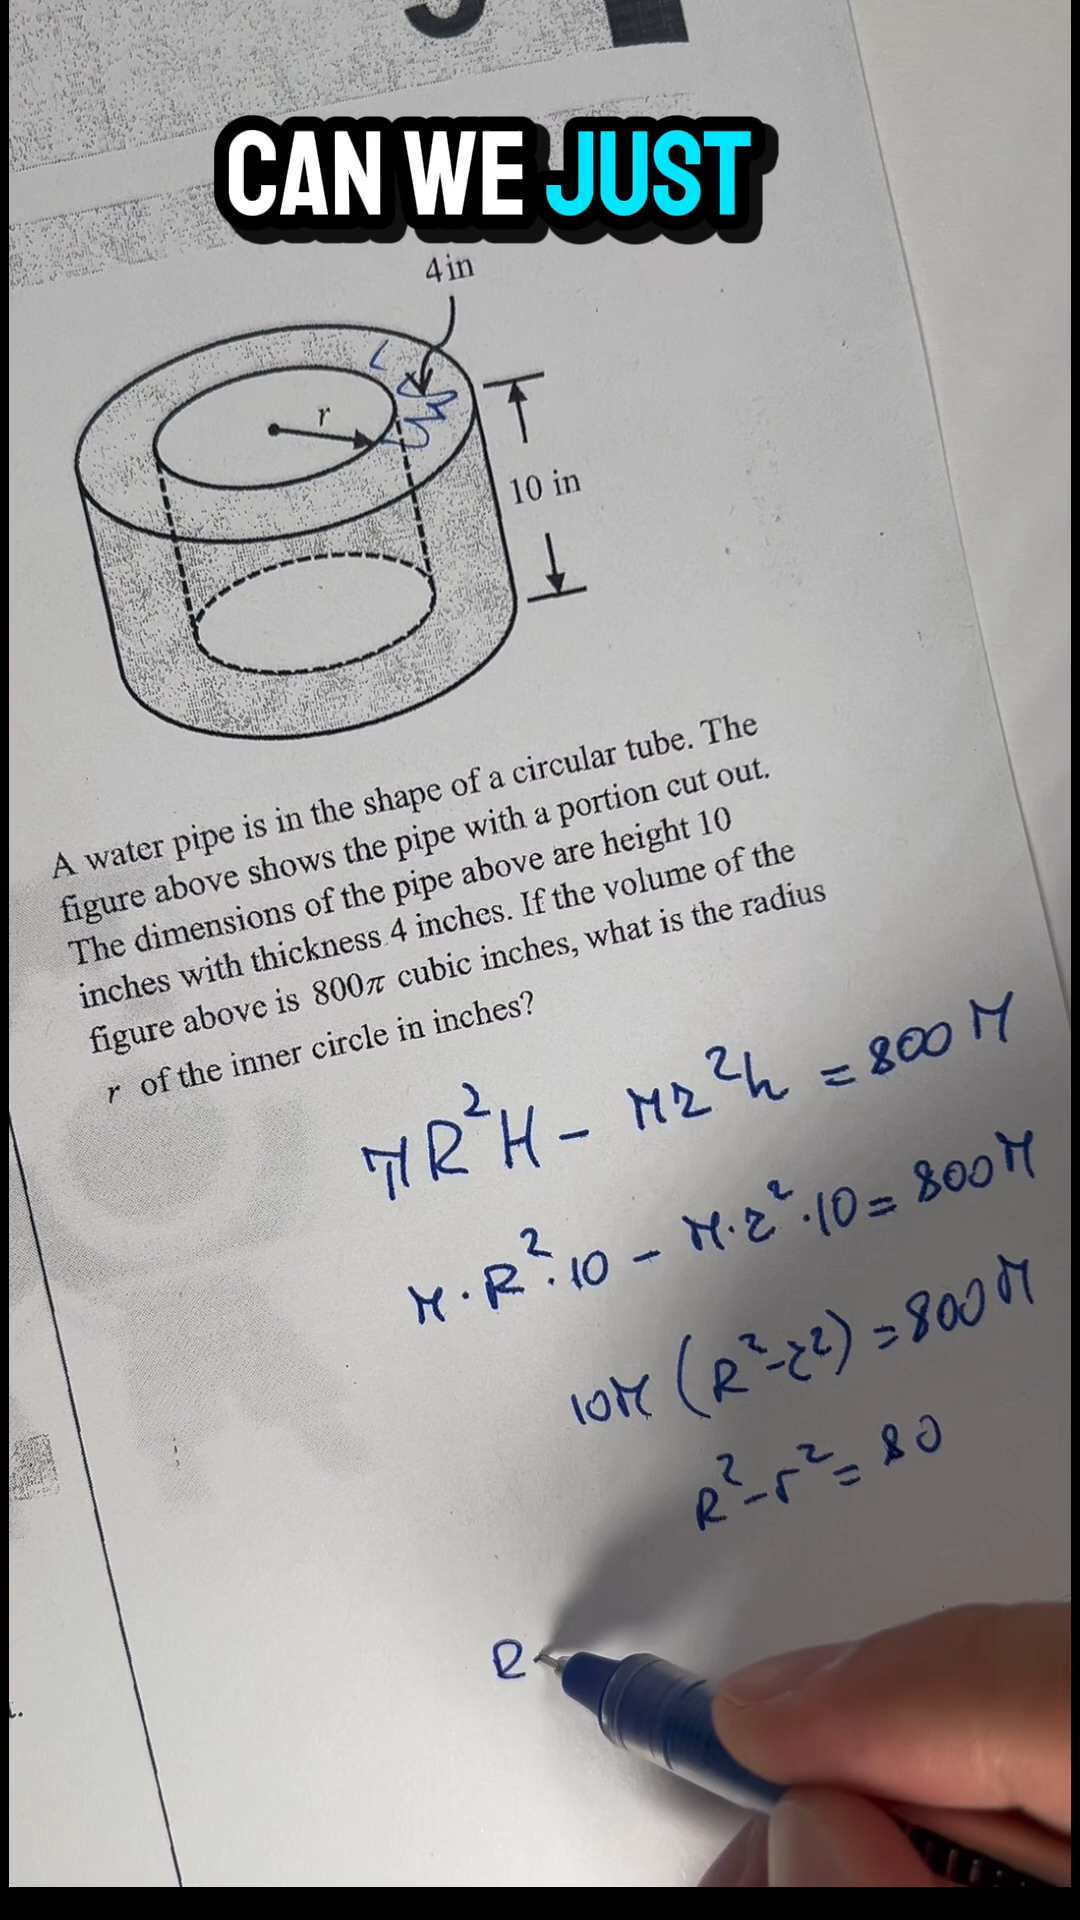 CAN WE JUST
4in
r
10 in
A water pipe is in the shape of a circular tube. The
figure above shows the pipe with a portion cut out.
The dimensions of the pipe above are height 10
inches with thickness 4 inches. If the volume of the
figure above is 800π cubic inches, what is the radius
r of the inner circle in inches?
πR²H - πr²h = 800π
π·R²·10 - π·r²·10 = 800π
10π(R²-r²) = 800π
R²-r² = 80
R-